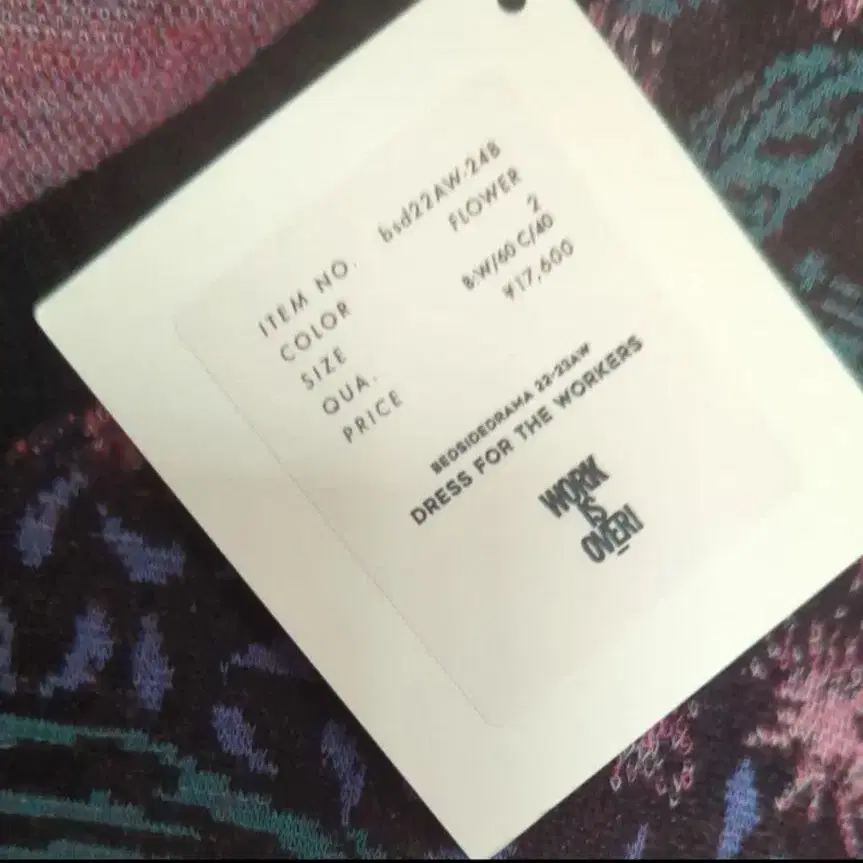 ITEM NO. bsd22AW-24B
COLOR FLOWER
SIZE 2
QUA. B:W/60 C/40
PRICE ¥17,600
BEDSIDEDRAMA 22-23AW
DRESS FOR THE WORKERS
WORK
IS
OVER!